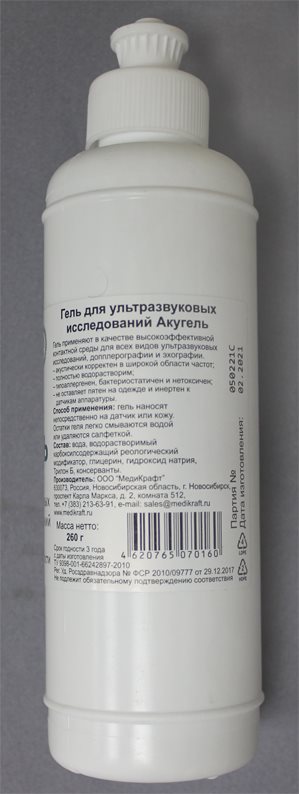 Гель для ультразвуковых
исследований Акугель
Гель применяют в качестве высокоэффективной
контактной среды для всех видов ультразвуковых
исследований, допплерографии и эхографии.
- акустически корректен в широкой области частот;
- полностью водорастворим;
- гипоаллергенен, бактериостатичен и нетоксичен;
- не оставляет пятен на одежде и инертен к
датчикам аппаратуры.
Способ применения: гель наносят
непосредственно на датчик или кожу.
Остатки геля легко смываются водой
или удаляются салфеткой.
Состав: вода, водорастворимый
карбоксилсодержащий реологический
модификатор, глицерин, гидроксид натрия,
Трилон Б, консерванты.
Производитель: ООО "МедиКрафт"
630073, Россия, Новосибирская область, г. Новосибирск,
проспект Карла Маркса, д. 2, комната 512,
тел. +7 (383) 213-63-91, e-mail: sales@medikraft.ru
www.medikraft.ru
Масса нетто:
260 г
Срок годности 3 года
с даты изготовления
ТУ 9398-001-66242897-2010
Рег. Уд. Росздравнадзора № ФСР 2010/09777 от 29.12.2017
Не подлежит обязательному подтверждению соответствия
4 620765 070160
Партия №
050221С
Дата изготовления:
02.2021
LDPE
HDPE